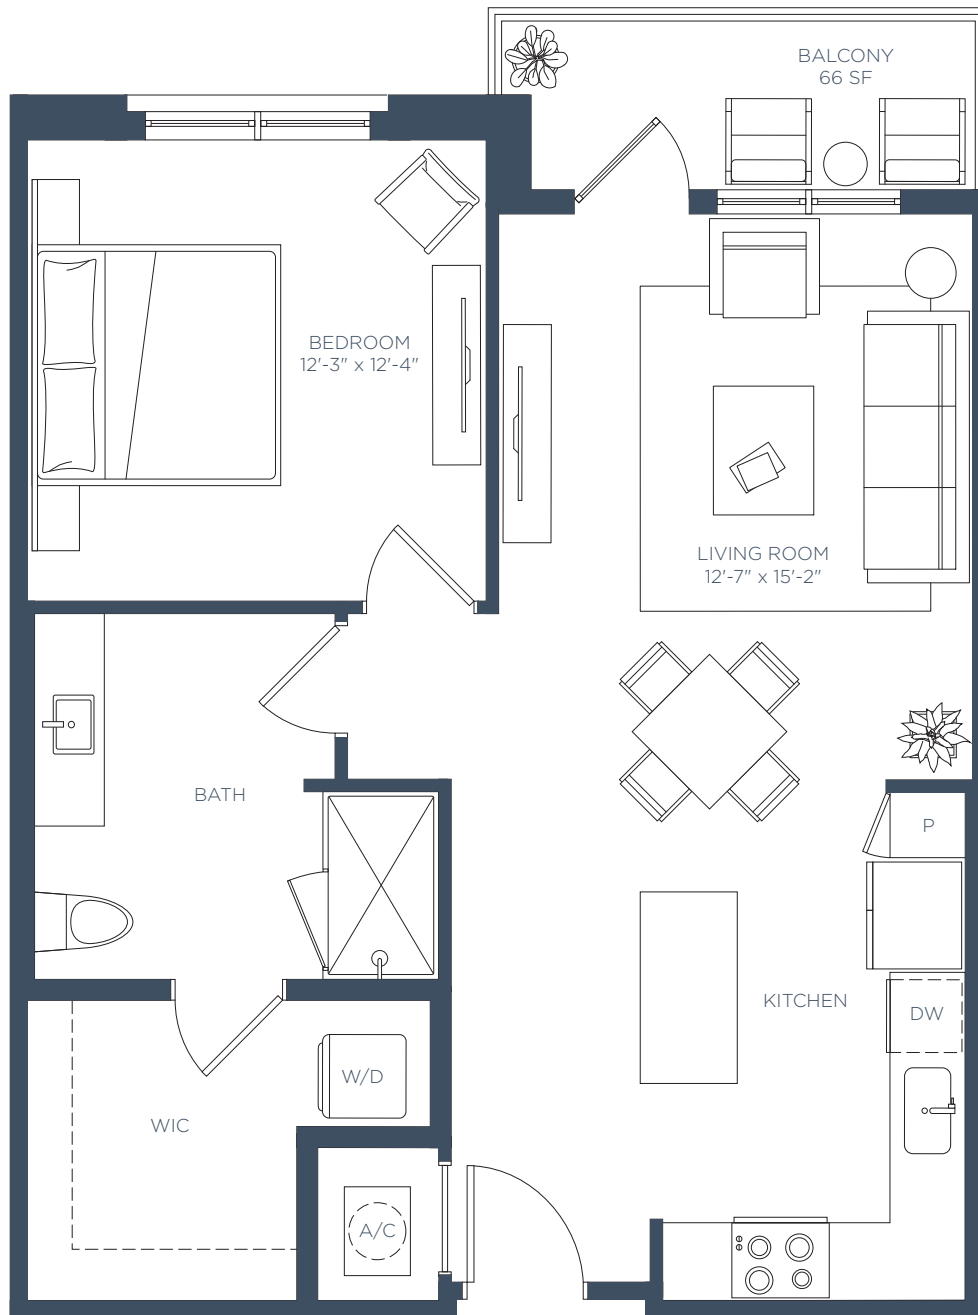 BALCONY
66 SF
BEDROOM
12'-3" x 12'-4"
LIVING ROOM
12'-7" x 15'-2"
BATH
P
KITCHEN
DW
W/D
WIC
A/C